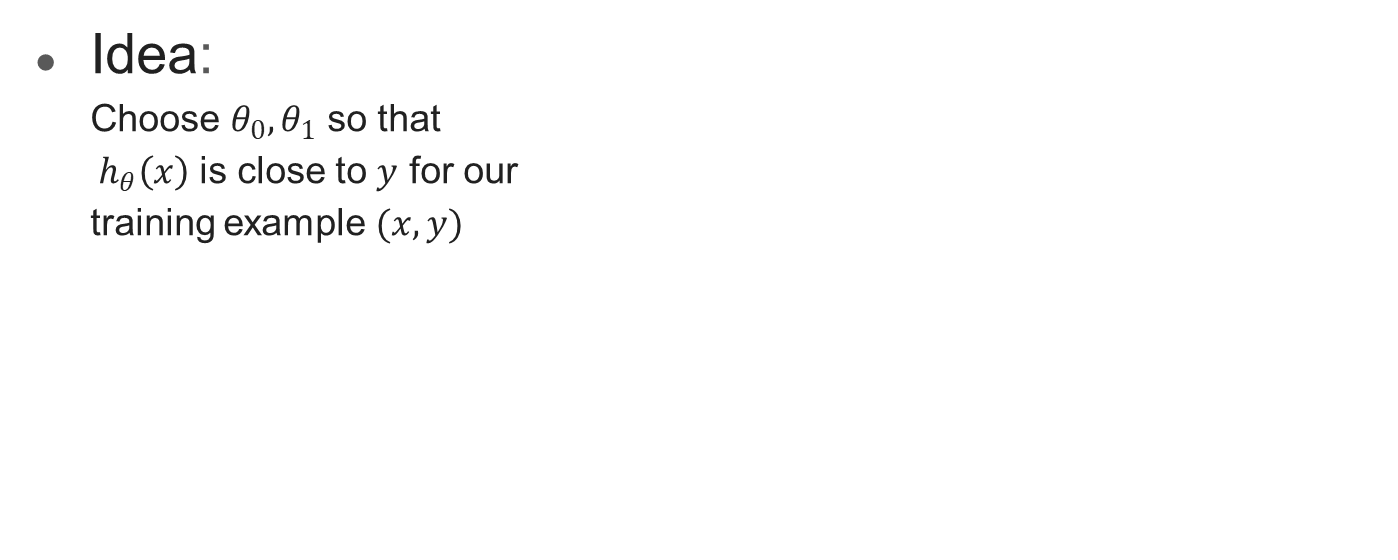 • Idea:
Choose θ₀, θ₁ so that
h_θ(x) is close to y for our
training example (x, y)